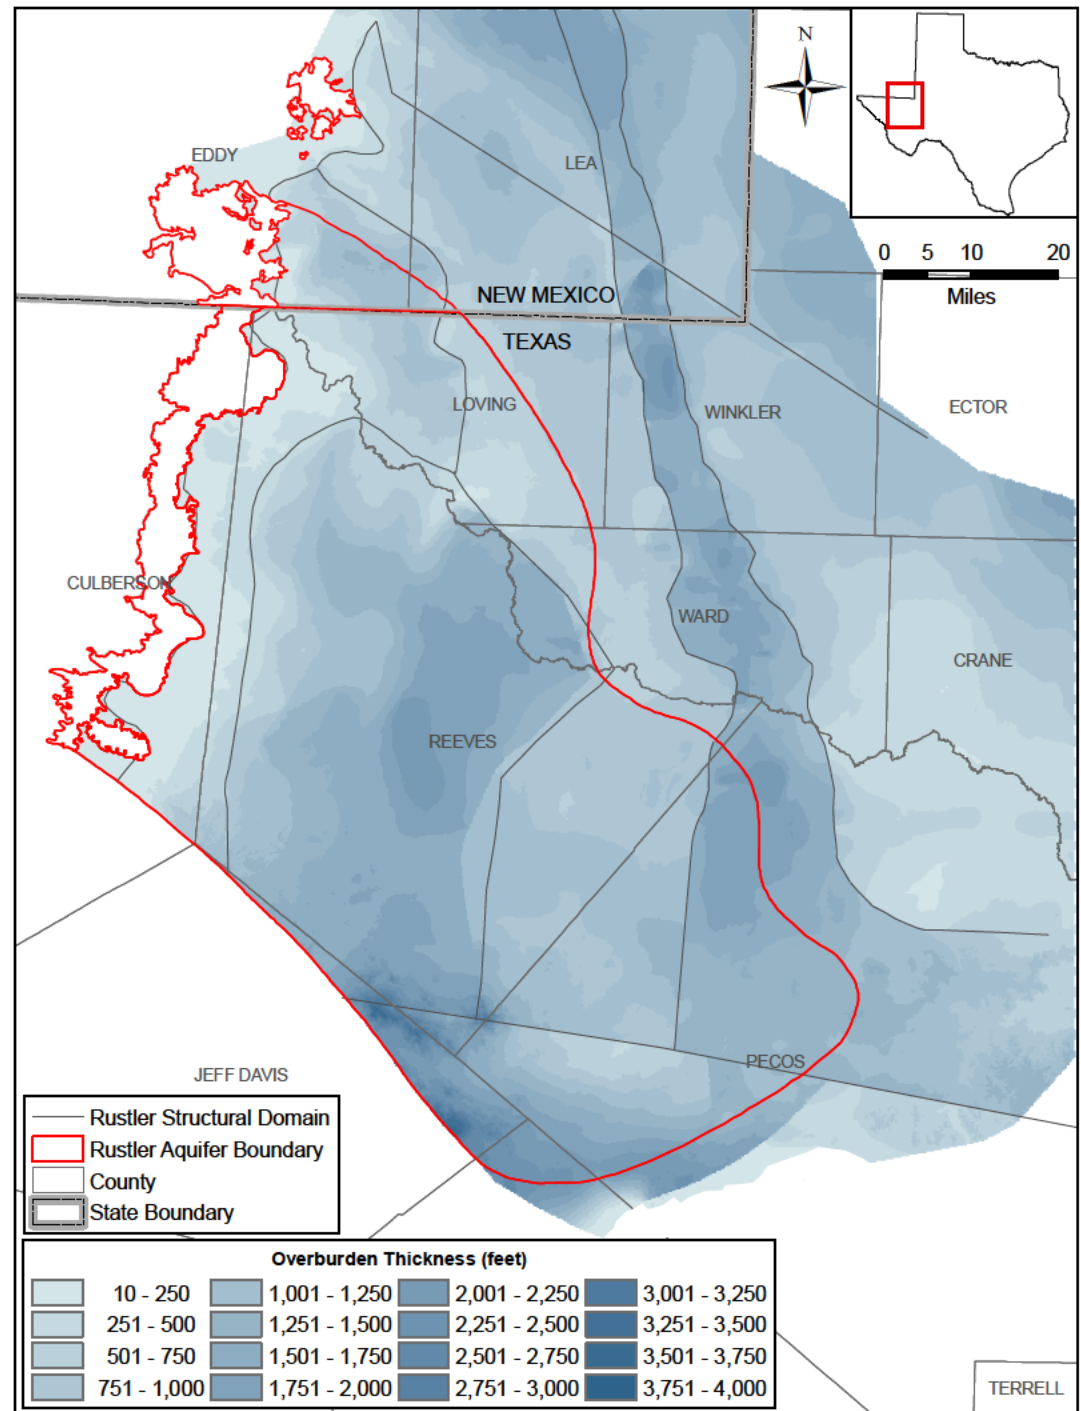 N
EDDY
LEA
0 5 10 20
Miles
NEW MEXICO
TEXAS
LOVING
WINKLER
ECTOR
CULBERSON
WARD
CRANE
REEVES
PECOS
JEFF DAVIS
Rustler Structural Domain
Rustler Aquifer Boundary
County
State Boundary
Overburden Thickness (feet)
10 - 250 1,001 - 1,250 2,001 - 2,250 3,001 - 3,250
251 - 500 1,251 - 1,500 2,251 - 2,500 3,251 - 3,500
501 - 750 1,501 - 1,750 2,501 - 2,750 3,501 - 3,750
751 - 1,000 1,751 - 2,000 2,751 - 3,000 3,751 - 4,000
TERRELL